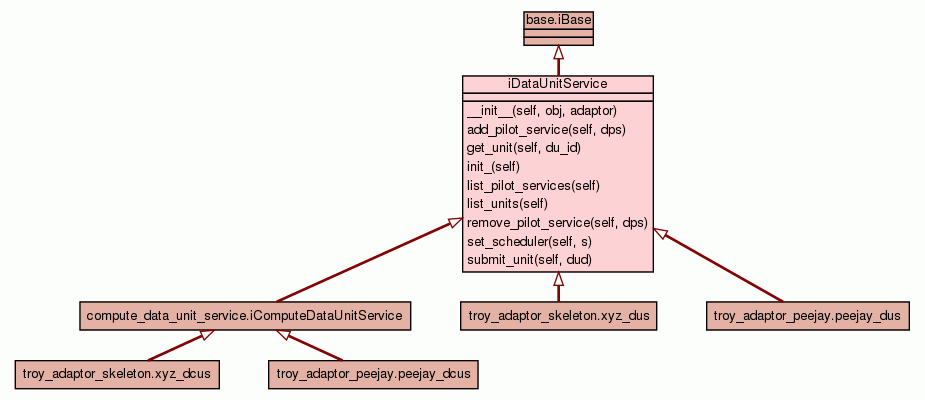 base.iBase
iDataUnitService
__init__(self, obj, adaptor)
add_pilot_service(self, dps)
get_unit(self, du_id)
init_(self)
list_pilot_services(self)
list_units(self)
remove_pilot_service(self, dps)
set_scheduler(self, s)
submit_unit(self, dud)
compute_data_unit_service.iComputeDataUnitService
troy_adaptor_skeleton.xyz_dus
troy_adaptor_peejay.peejay_dus
troy_adaptor_skeleton.xyz_dcus
troy_adaptor_peejay.peejay_dcus